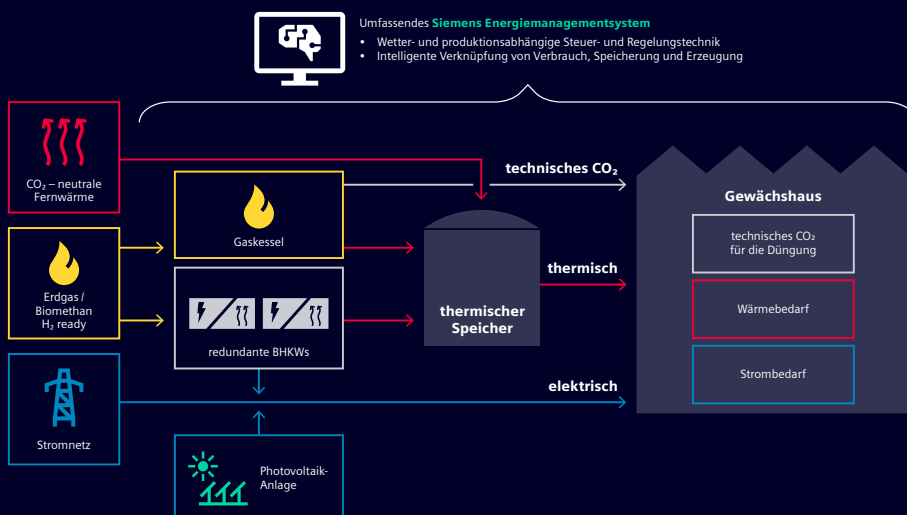 Umfassendes Siemens Energiemanagementsystem
• Wetter- und produktionsabhängige Steuer- und Regelungstechnik
• Intelligente Verknüpfung von Verbrauch, Speicherung und Erzeugung
CO₂ – neutrale
Fernwärme
Erdgas /
Biomethan
H₂ ready
Stromnetz
Gaskessel
redundante BHKWs
Photovoltaik-
Anlage
thermischer
Speicher
technisches CO₂
thermisch
elektrisch
Gewächshaus
technisches CO₂
für die Düngung
Wärmebedarf
Strombedarf